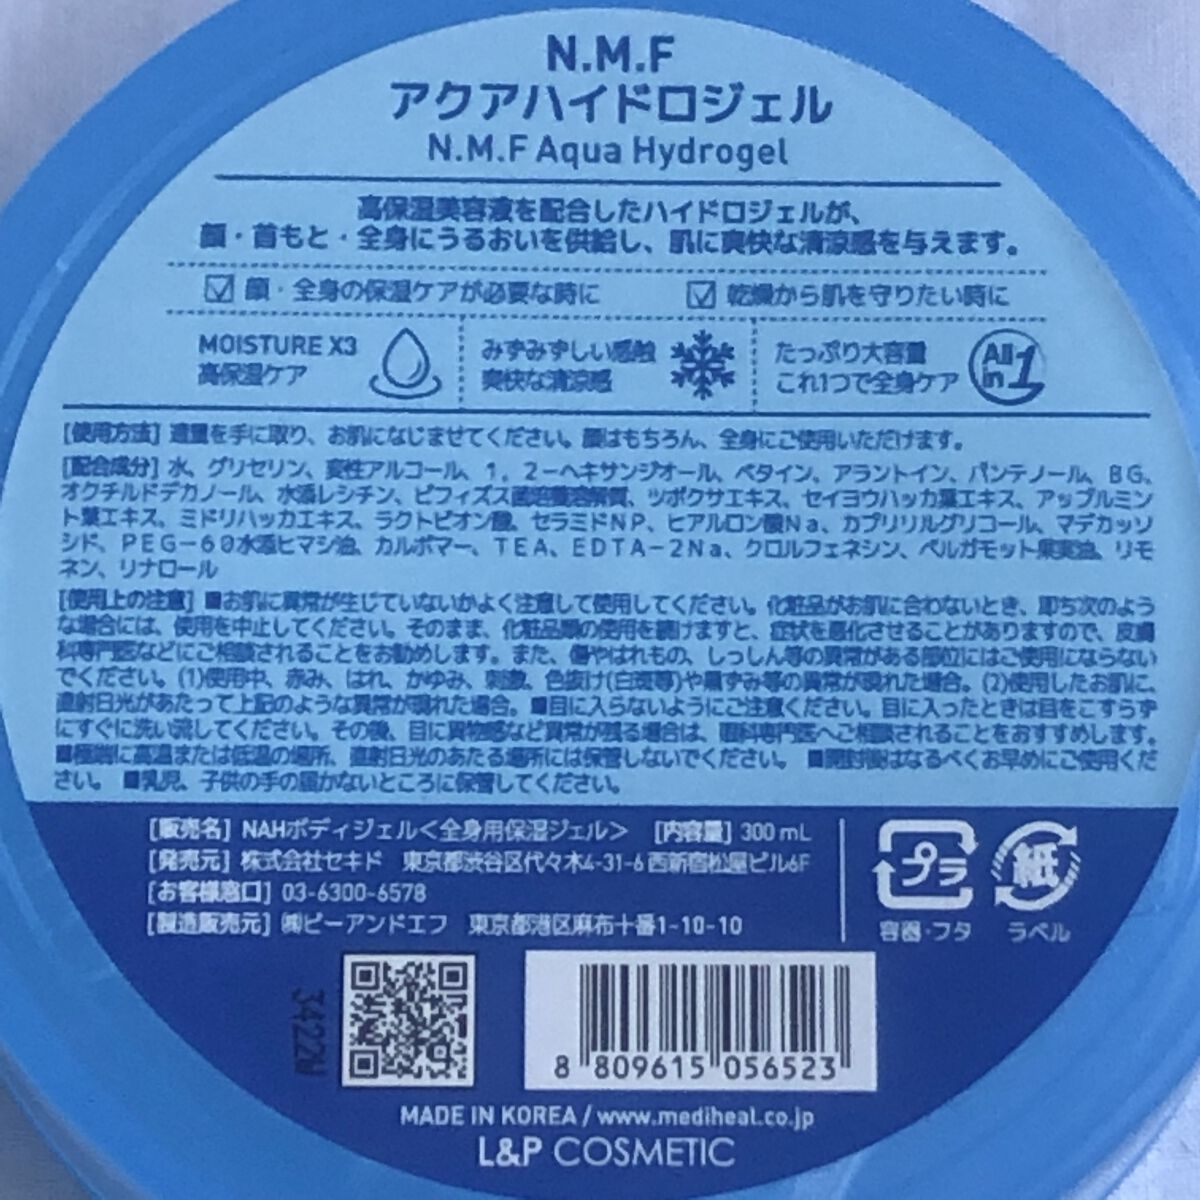 N.M.F
アクアハイドロジェル
N.M.F Aqua Hydrogel
高保湿美容液を配合したハイドロジェルが、
顔・首もと・全身にうるおいを供給し、肌に爽快な清涼感を与えます。
顔・全身の保湿ケアが必要な時に
乾燥から肌を守りたい時に
MOISTURE X3
高保湿ケア
みずみずしい感触
爽快な清涼感
たっぷり大容量
これ1つで全身ケア
All in 1
[使用方法] 適量を手に取り、お肌になじませてください。顔はもちろん、全身にご使用いただけます。
[配合成分] 水、グリセリン、変性アルコール、1，2－ヘキサンジオール、ベタイン、アラントイン、パンテノール、BG、
オクチルドデカノール、水添レシチン、ビフィズス菌培養溶解質、ツボクサエキス、セイヨウハッカ葉エキス、アップルミン
ト葉エキス、ミドリハッカエキス、ラクトビオン酸、セラミドNP、ヒアルロン酸Na、カプリリルグリコール、マデカッソ
シド、PEG－60水添ヒマシ油、カルボマー、TEA、EDTA－2Na、クロルフェネシン、ベルガモット果実油、リモ
ネン、リナロール
[使用上の注意] ■お肌に異常が生じていないかよく注意して使用してください。化粧品がお肌に合わないとき、即ち次のよう
な場合には、使用を中止してください。そのまま、化粧品類の使用を続けますと、症状を悪化させることがありますので、皮膚
科専門医などにご相談されることをお勧めします。また、傷やはれもの、しっしん等の異常がある部位にはご使用にならない
でください。(1)使用中、赤み、はれ、かゆみ、刺激、色抜け(白斑等)や黒ずみ等の異常が現れた場合。(2)使用したお肌に、
直射日光があたって上記のような異常が現れた場合。■目に入らないようにご注意ください。目に入ったときは目をこすらず
にすぐに洗い流してください。その後、目に異物感など異常が残る場合は、眼科専門医へご相談されることをおすすめします。
■極端に高温または低温の場所、直射日光のあたる場所には保管しないでください。 ■開封後はなるべくお早めにご使用くだ
さい。 ■乳児、子供の手の届かないところに保管してください。
[販売名] NAHボディジェル＜全身用保湿ジェル＞ [内容量] 300 mL
[発売元] 株式会社セキド 東京都渋谷区代々木4-31-6 西新宿松屋ビル6F
[お客様窓口] 03-6300-6578
[製造販売元] ㈱ピーアンドエフ 東京都港区麻布十番1-10-10
プラ
容器・フタ
紙
ラベル
3422W
8 809615 056523
MADE IN KOREA / www.mediheal.co.jp
L&P COSMETIC